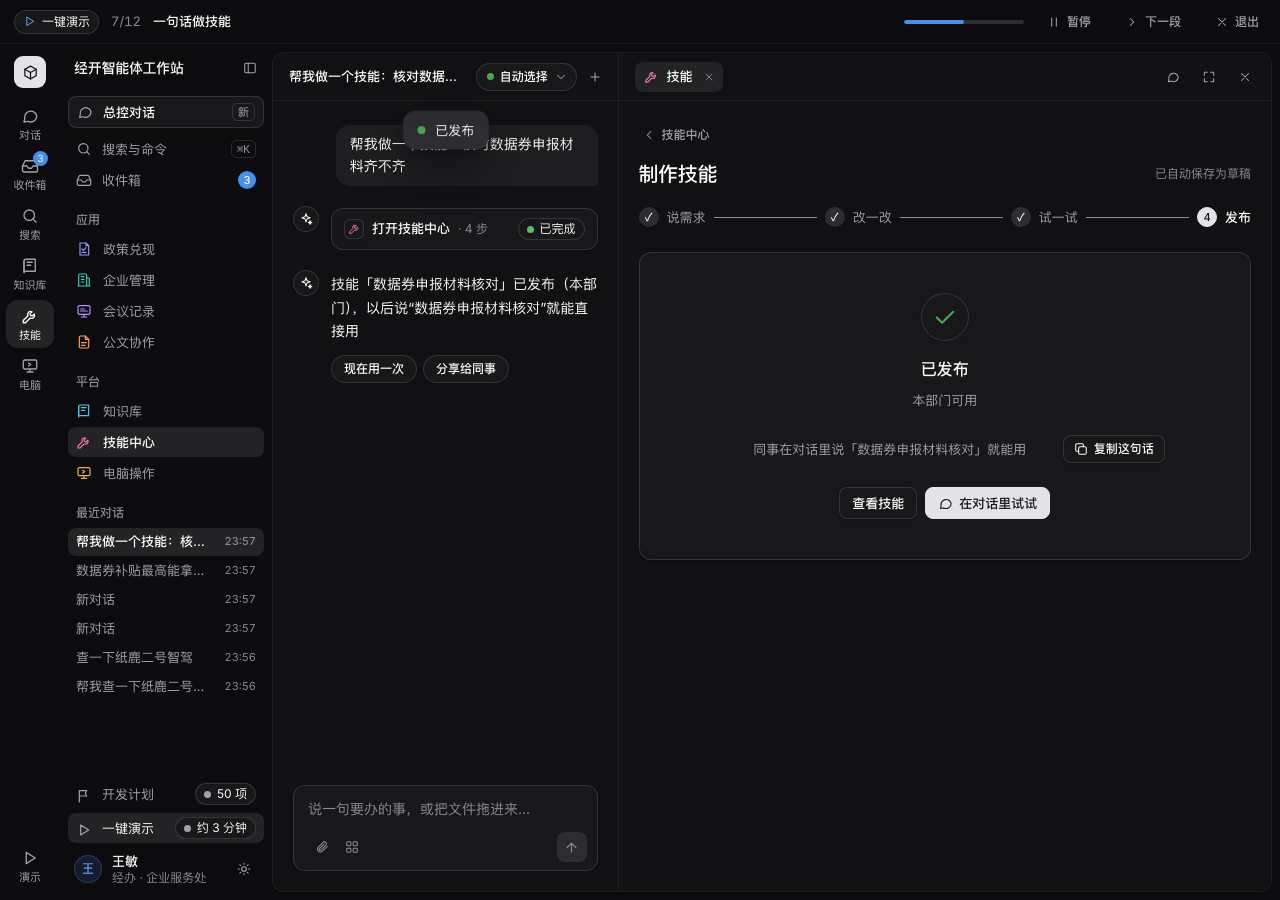 一键演示
7/12
一句话做技能
暂停
下一段
退出
对话
3
收件箱
搜索
知识库
技能
电脑
演示
经开智能体工作站
总控对话
新
搜索与命令
⌘K
收件箱
3
应用
政策兑现
企业管理
会议记录
公文协作
平台
知识库
技能中心
电脑操作
最近对话
帮我做一个技能：核… 23:57
数据券补贴最高能拿… 23:57
新对话 23:57
新对话 23:57
查一下纸鹿二号智驾 23:56
帮我查一下纸鹿二号… 23:56
开发计划
50 项
一键演示
约 3 分钟
王
王敏
经办 · 企业服务处
帮我做一个技能：核对数据…
自动选择
已发布
帮我做一
数据券申报材
料齐不齐
打开技能中心 · 4 步
已完成
技能「数据券申报材料核对」已发布（本部
门），以后说“数据券申报材料核对”就能直
接用
现在用一次
分享给同事
说一句要办的事，或把文件拖进来…
技能
技能中心
制作技能
已自动保存为草稿
说需求
改一改
试一试
4
发布
已发布
本部门可用
同事在对话里说「数据券申报材料核对」就能用
复制这句话
查看技能
在对话里试试